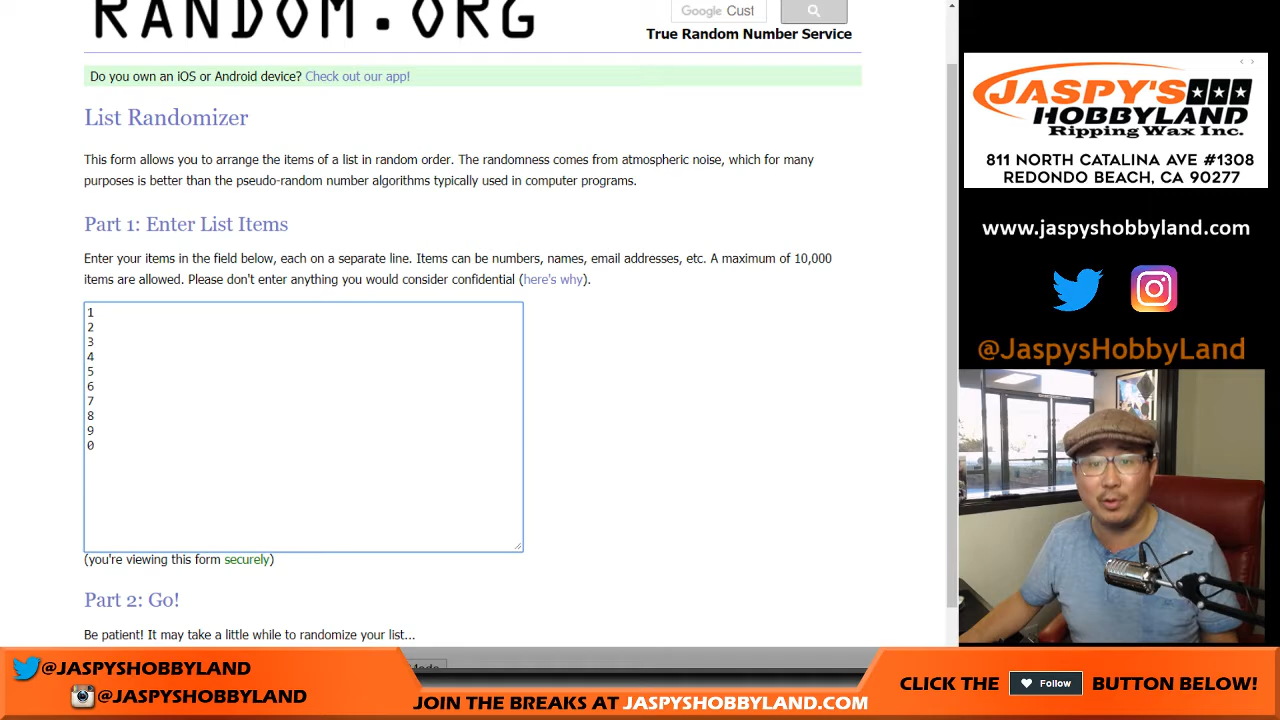 RANDOM.ORG
Google Cust
True Random Number Service
Do you own an iOS or Android device? Check out our app!
List Randomizer
This form allows you to arrange the items of a list in random order. The randomness comes from atmospheric noise, which for many
purposes is better than the pseudo-random number algorithms typically used in computer programs.
Part 1: Enter List Items
Enter your items in the field below, each on a separate line. Items can be numbers, names, email addresses, etc. A maximum of 10,000
items are allowed. Please don't enter anything you would consider confidential (here's why).
1
2
3
4
5
6
7
8
9
0
(you're viewing this form securely)
Part 2: Go!
Be patient! It may take a little while to randomize your list...
JASPY'S
HOBBYLAND
Ripping Wax Inc.
811 NORTH CATALINA AVE #1308
REDONDO BEACH, CA 90277
www.jaspyshobbyland.com
@JaspysHobbyLand
@JASPYSHOBBYLAND
@JASPYSHOBBYLAND
JOIN THE BREAKS AT JASPYSHOBBYLAND.COM
CLICK THE Follow BUTTON BELOW!